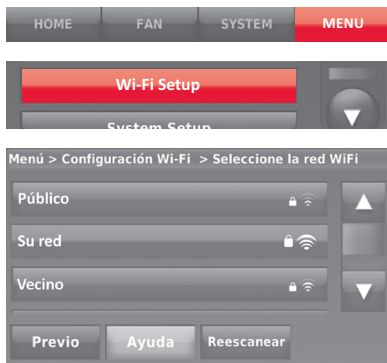 HOME FAN SYSTEM MENU
Wi-Fi Setup
System Setup
Menú > Configuración Wi-Fi > Seleccione la red WiFi
Público
Su red
Vecino
Previo Ayuda Reescanear